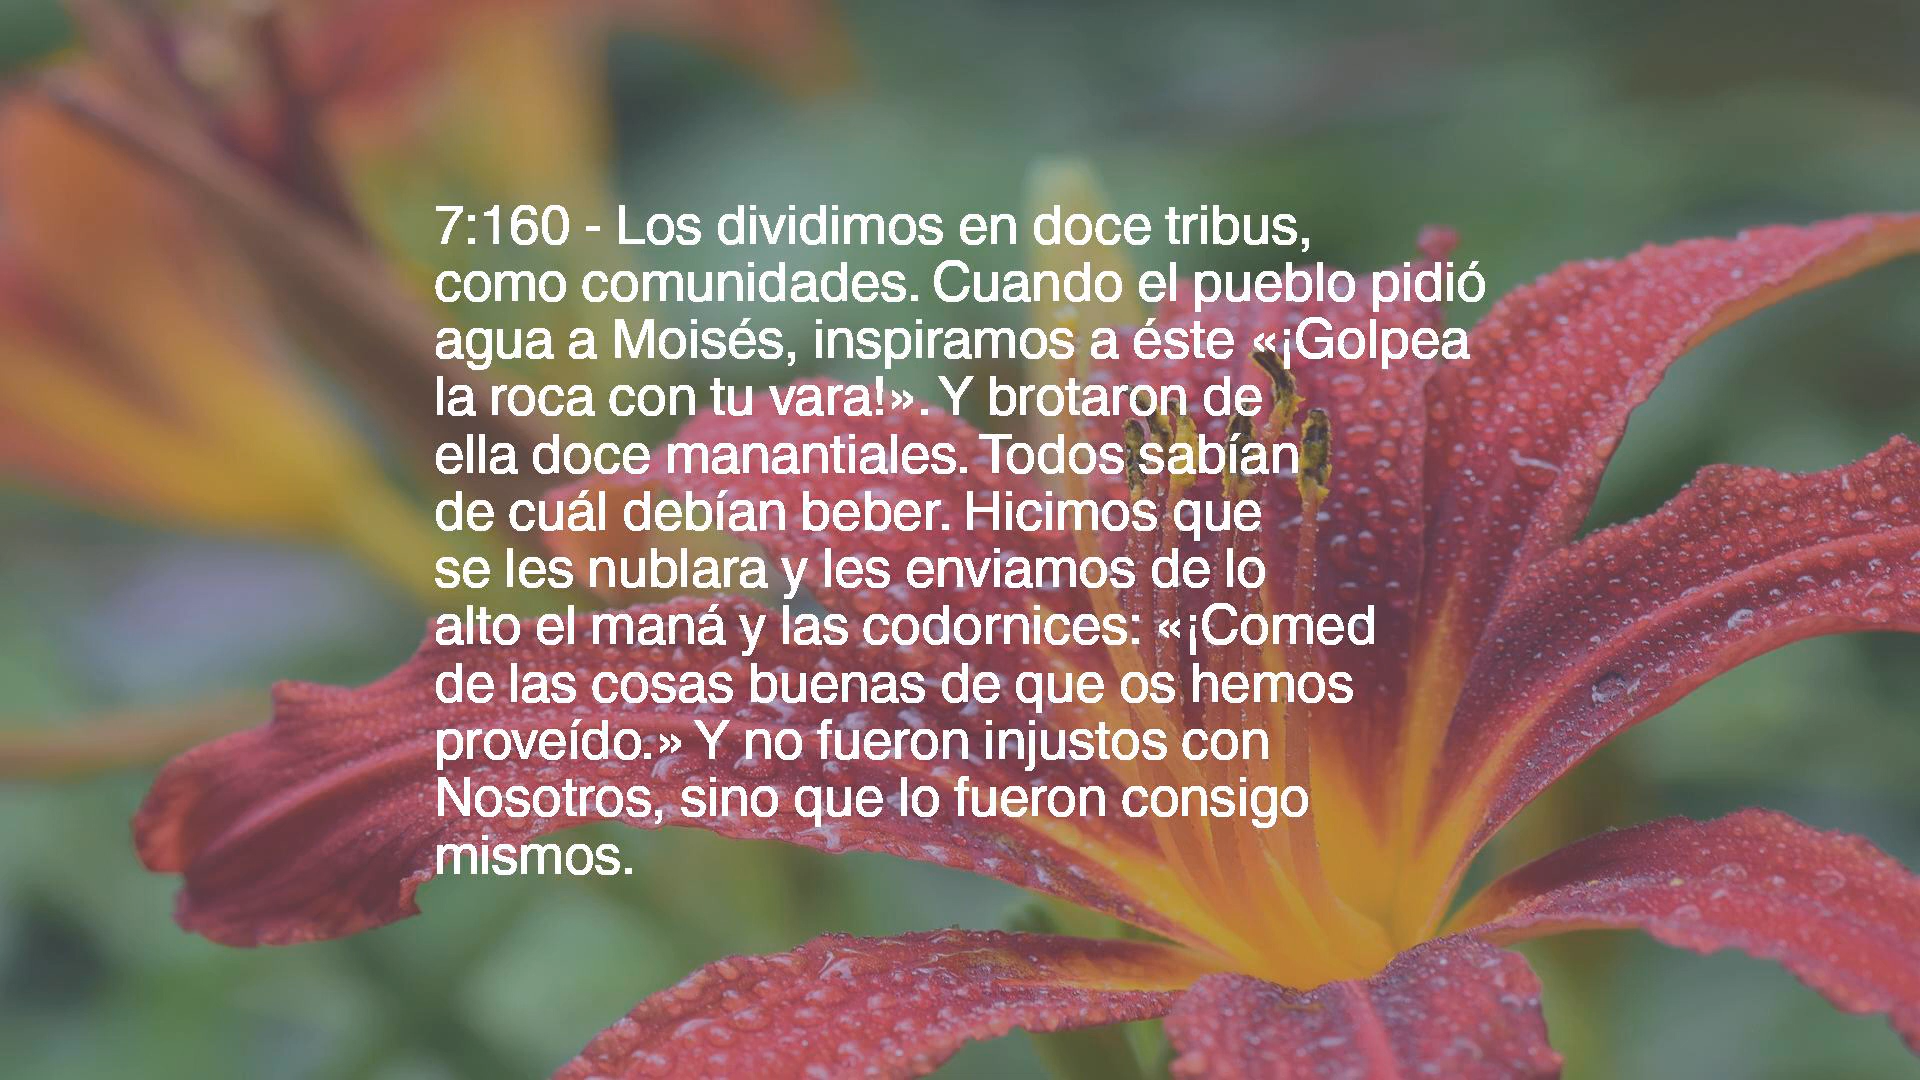 7:160 - Los dividimos en doce tribus,
como comunidades. Cuando el pueblo pidió
agua a Moisés, inspiramos a éste «¡Golpea
la roca con tu vara!». Y brotaron de
ella doce manantiales. Todos sabían
de cuál debían beber. Hicimos que
se les nublara y les enviamos de lo
alto el maná y las codornices: «¡Comed
de las cosas buenas de que os hemos
proveído.» Y no fueron injustos con
Nosotros, sino que lo fueron consigo
mismos.